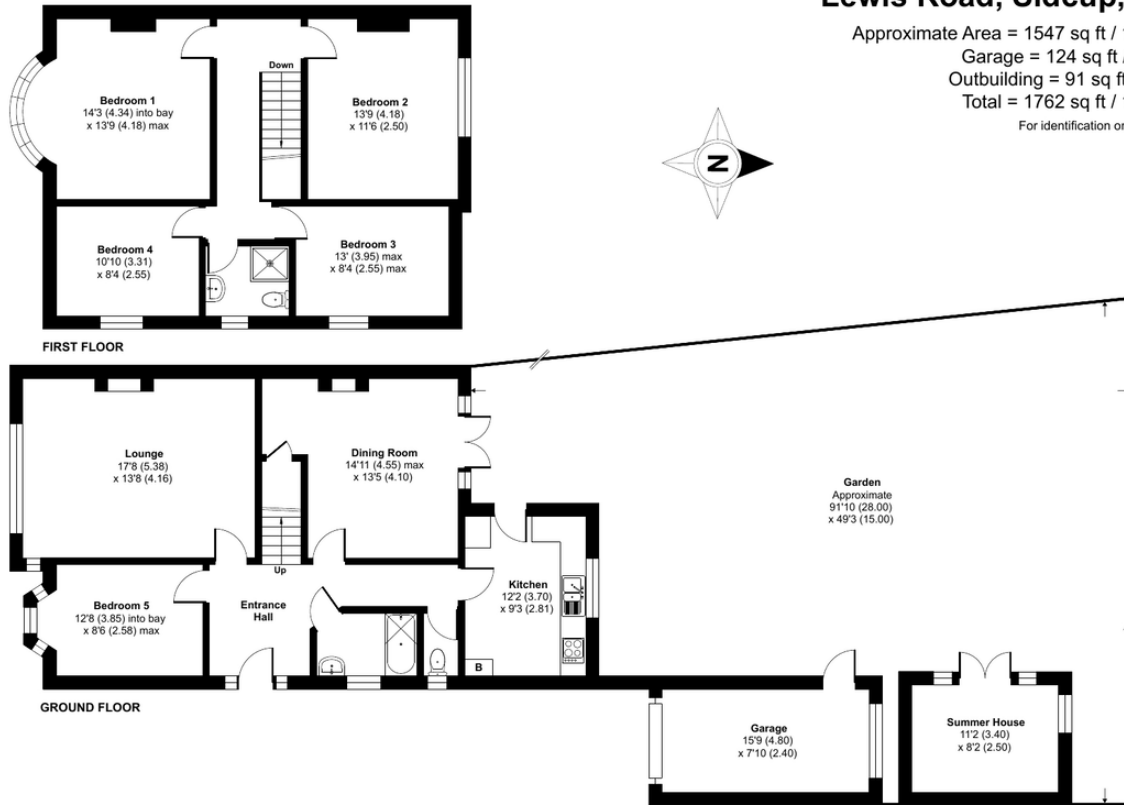 Lewis Road, Sidcup,
Approximate Area = 1547 sq ft /
Garage = 124 sq ft /
Outbuilding = 91 sq ft
Total = 1762 sq ft /
For identification
Down
Bedroom 1
14'3 (4.34) into bay
x 13'9 (4.18) max
Bedroom 2
13'9 (4.18)
x 11'6 (2.50)
N
Bedroom 4
10'10 (3.31)
x 8'4 (2.55)
Bedroom 3
13' (3.95) max
x 8'4 (2.55) max
FIRST FLOOR
Lounge
17'8 (5.38)
x 13'8 (4.16)
Dining Room
14'11 (4.55) max
x 13'5 (4.10)
Garden
Approximate
91'10 (28.00)
x 49'3 (15.00)
Up
Bedroom 5
12'8 (3.85) into bay
x 8'6 (2.58) max
Entrance
Hall
Kitchen
12'2 (3.70)
x 9'3 (2.81)
B
GROUND FLOOR
Garage
15'9 (4.80)
x 7'10 (2.40)
Summer House
11'2 (3.40)
x 8'2 (2.50)